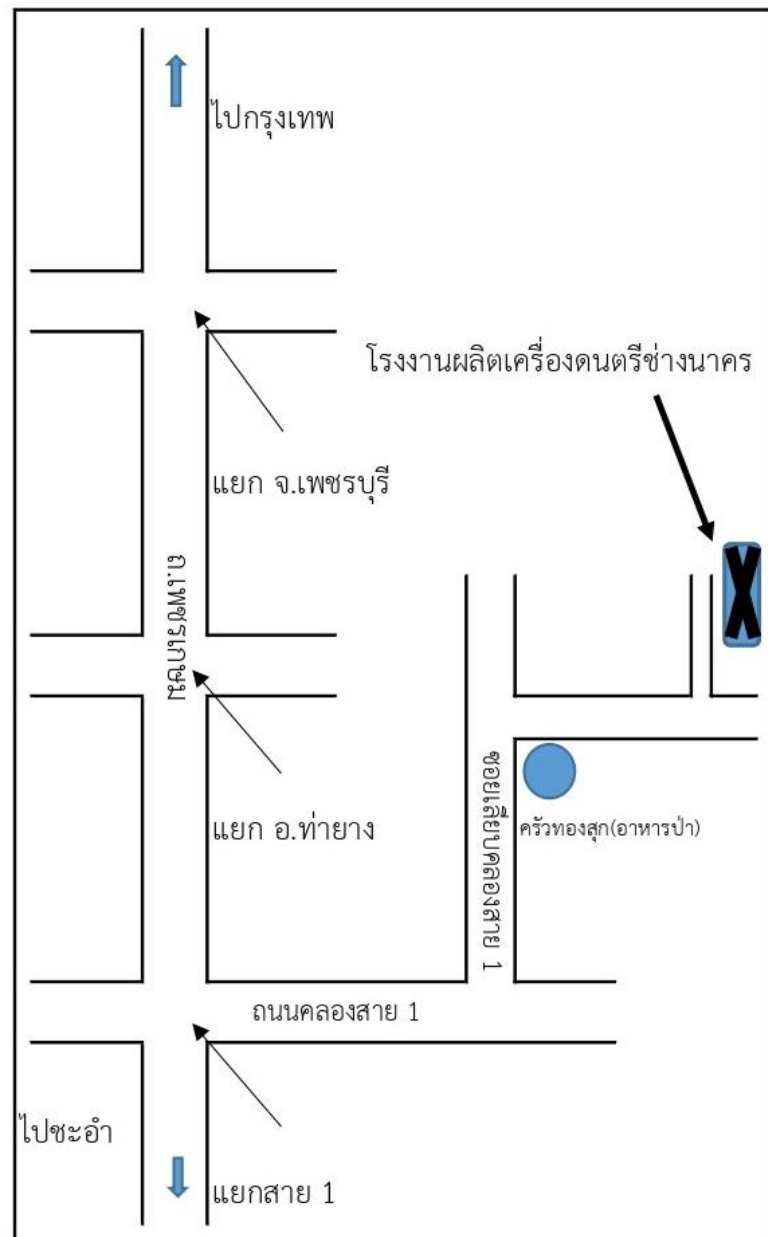 ไปกรุงเทพ
โรงงานผลิตเครื่องดนตรีช่างนาคร
แยก จ.เพชรบุรี
ถ.เพชรเกษม
แยก อ.ท่ายาง
ซอยเลียบคลองสาย 1
ครัวทองสุก(อาหารป่า)
ถนนคลองสาย 1
ไปชะอำ
แยกสาย 1